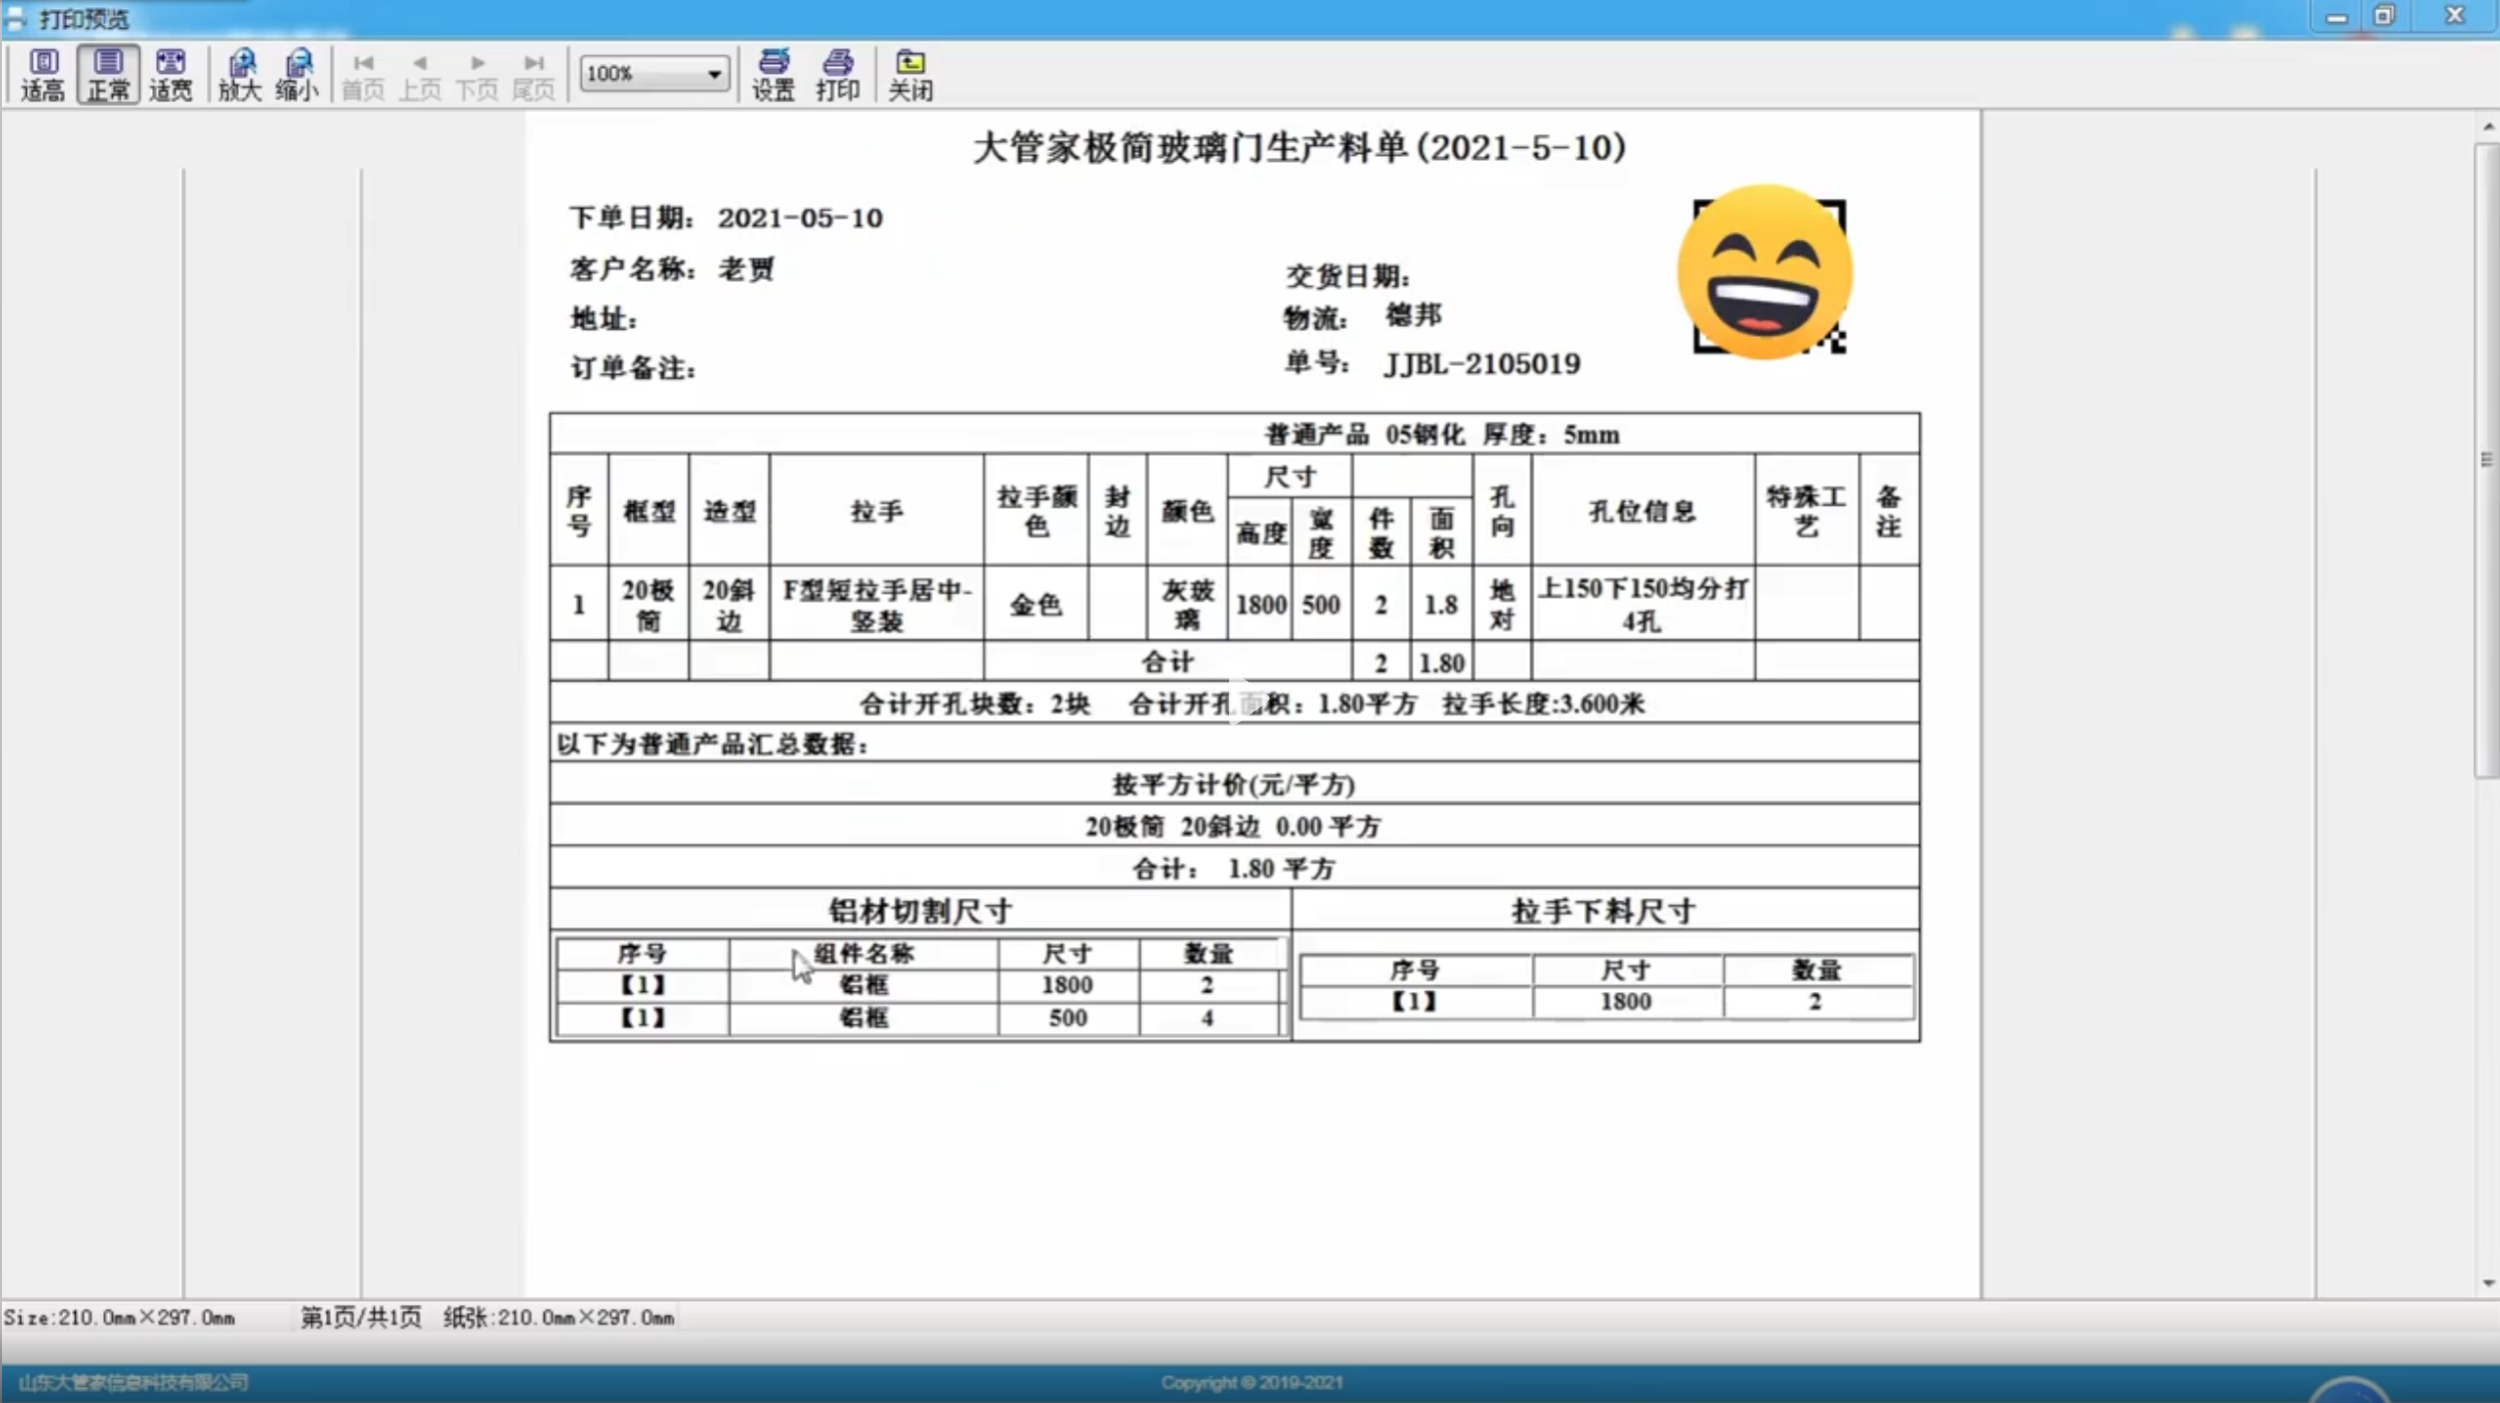 打印预览
适高 正常 适宽 放大 缩小 首页 上页 下页 尾页 100% 设置 打印 关闭
大管家极简玻璃门生产料单(2021-5-10)
下单日期： 2021-05-10
客户名称： 老贾
交货日期：
地址：
物流： 德邦
订单备注：
单号： JJBL-2105019
普通产品 05钢化 厚度：5mm
序号 框型 造型 拉手 拉手颜色 封边 颜色 尺寸 高度 宽度 件数 面积 孔向 孔位信息 特殊工艺 备注
1 20极简 20斜边 F型短拉手居中-竖装 金色 灰玻璃 1800 500 2 1.8 地对 上150下150均分打4孔
合计 2 1.80
合计开孔块数：2块 合计开孔面积：1.80平方 拉手长度:3.600米
以下为普通产品汇总数据：
按平方计价(元/平方)
20极简 20斜边 0.00 平方
合计： 1.80 平方
铝材切割尺寸 拉手下料尺寸
序号 组件名称 尺寸 数量
【1】 铝框 1800 2
【1】 铝框 500 4
序号 尺寸 数量
【1】 1800 2
Size:210.0mm×297.0mm 第1页/共1页 纸张:210.0mm×297.0mm
山东大管家信息科技有限公司 Copyright © 2019-2021